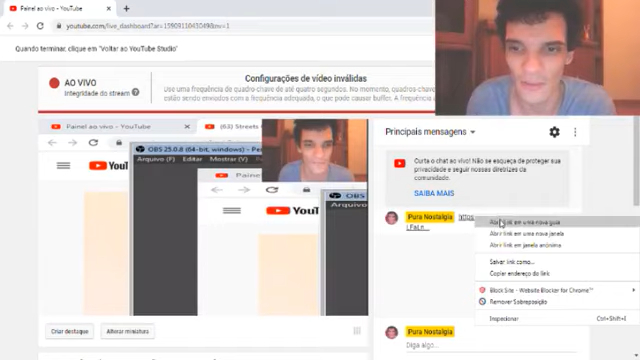 Painel ao vivo - YouTube
youtube.com/live_dashboard?ar=1590911043049&nv=1
Quando terminar, clique em "Voltar ao YouTube Studio"
AO VIVO
Integridade do stream
Configurações de vídeo inválidas
Use uma frequência de quadro-chave de até quatro segundos. No momento, quadros-chave
estão sendo enviados com a frequência adequada, o que pode causar buffer. A frequência
Painel ao vivo - YouTube
(63) Streets
OBS 25.0.8 (64-bit, windows) - Pe
Arquivo (F) Editar Mostrar (V)
YouT
Paine
OBS
Arquivo
You
Criar destaque
Alterar miniatura
Principais mensagens
Curta o chat ao vivo! Não se esqueça de proteger sua
privacidade e seguir nossas diretrizes da
comunidade.
SAIBA MAIS
Pura Nostalgia https
Abrir link em uma nova guia
Abrir link em uma nova janela
Abrir link em janela anônima
Salvar link como...
Copiar endereço do link
Block Site - Website Blocker for Chrome™
Remover Sobreposição
Inspecionar Ctrl+Shift+I
Pura Nostalgia
Diga algo...